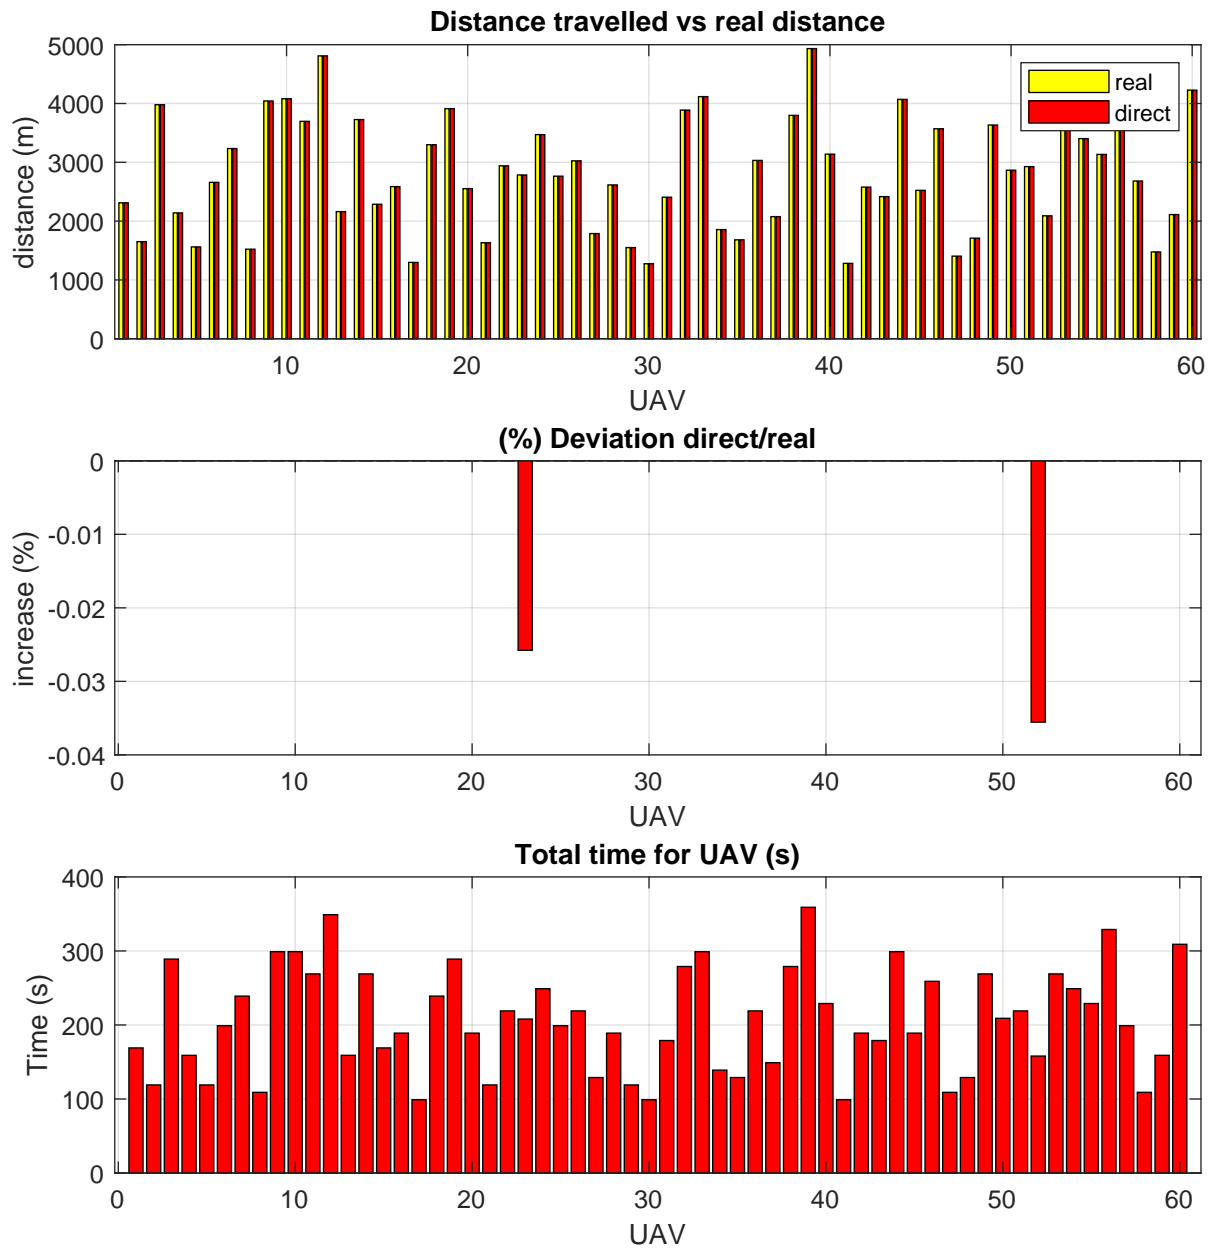 Distance travelled vs real distance
5000
4000
3000
2000
1000
0
distance (m)
real
direct
10 20 30 40 50 60
UAV
(%) Deviation direct/real
0
-0.01
-0.02
-0.03
-0.04
increase (%)
0 10 20 30 40 50 60
UAV
Total time for UAV (s)
400
300
200
100
0
Time (s)
0 10 20 30 40 50 60
UAV